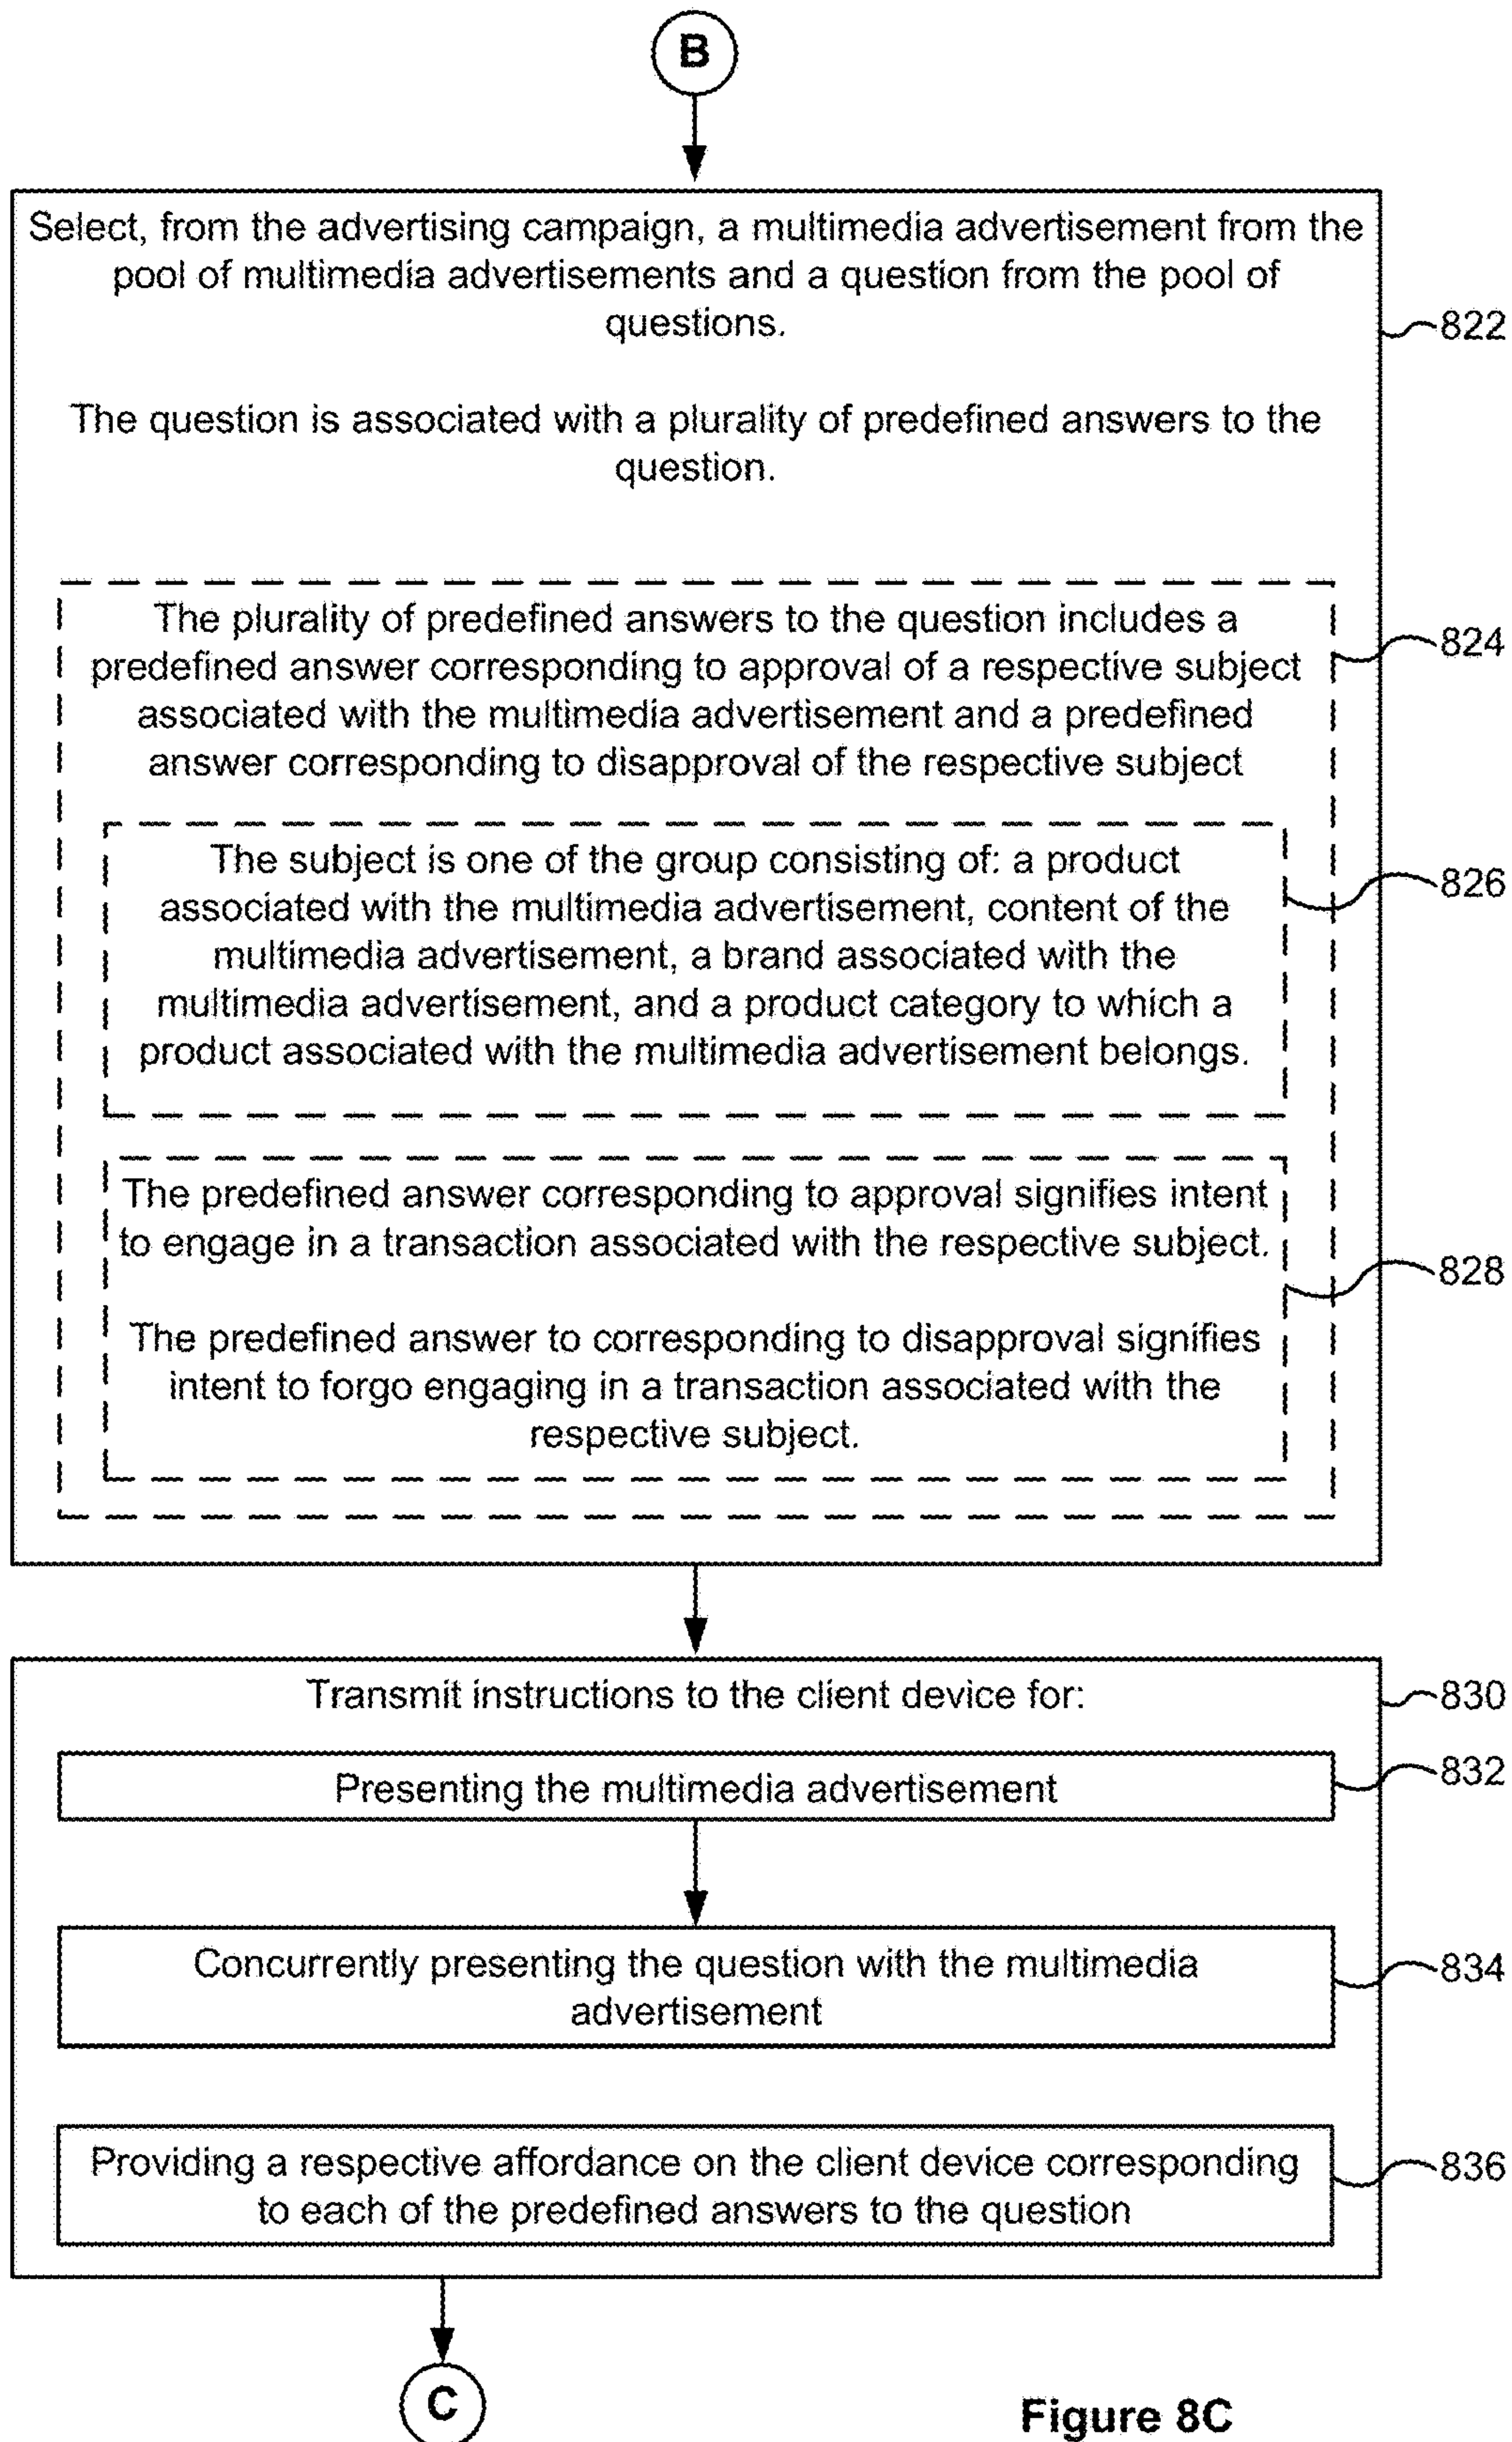 B
Select, from the advertising campaign, a multimedia advertisement from the
pool of multimedia advertisements and a question from the pool of
questions.
822
The question is associated with a plurality of predefined answers to the
question.
The plurality of predefined answers to the question includes a
predefined answer corresponding to approval of a respective subject
associated with the multimedia advertisement and a predefined
answer corresponding to disapproval of the respective subject
824
The subject is one of the group consisting of: a product
associated with the multimedia advertisement, content of the
multimedia advertisement, a brand associated with the
multimedia advertisement, and a product category to which a
product associated with the multimedia advertisement belongs.
826
The predefined answer corresponding to approval signifies intent
to engage in a transaction associated with the respective subject.
828
The predefined answer to corresponding to disapproval signifies
intent to forgo engaging in a transaction associated with the
respective subject.
Transmit instructions to the client device for:
830
Presenting the multimedia advertisement
832
Concurrently presenting the question with the multimedia
advertisement
834
Providing a respective affordance on the client device corresponding
to each of the predefined answers to the question
836
C
Figure 8C